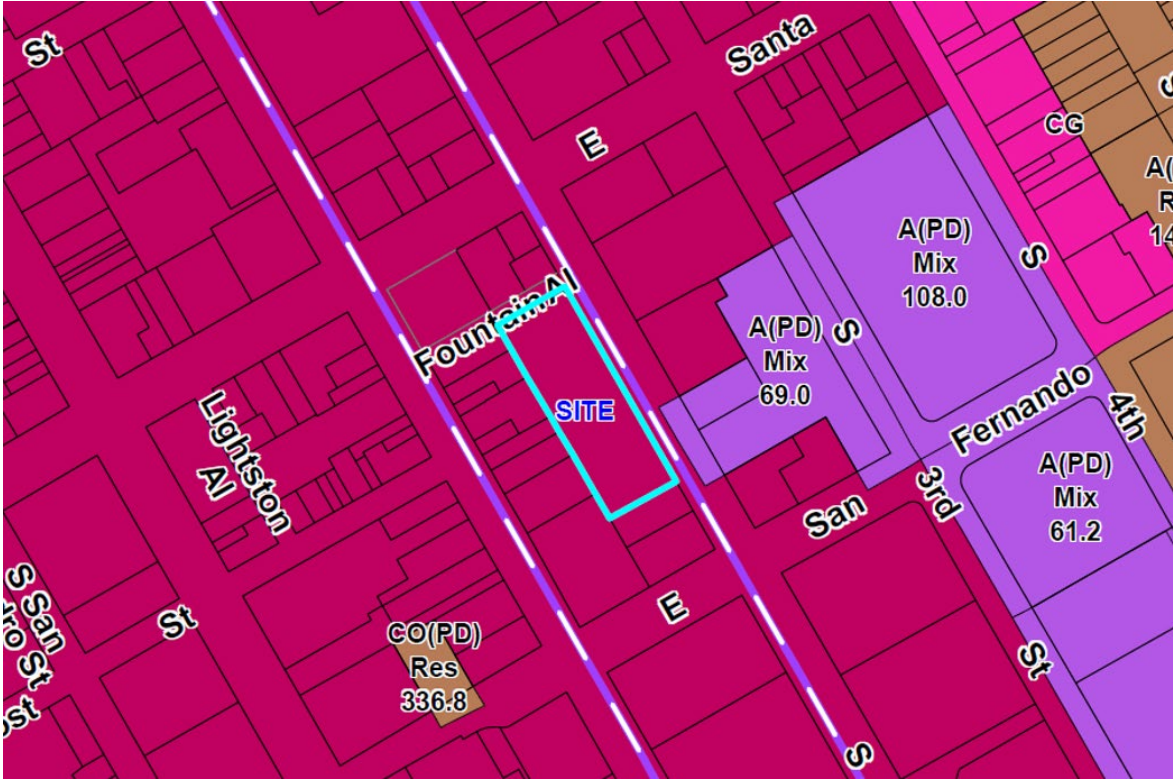 St
Santa
E
CG
A(PD)
Mix
108.0
S
Fountain Al
A(PD)
Mix
69.0
S
SITE
Lightston
Al
Fernando
4th
A(PD)
Mix
61.2
3rd
San
S San
St
E
CO(PD)
Res
336.8
St
S